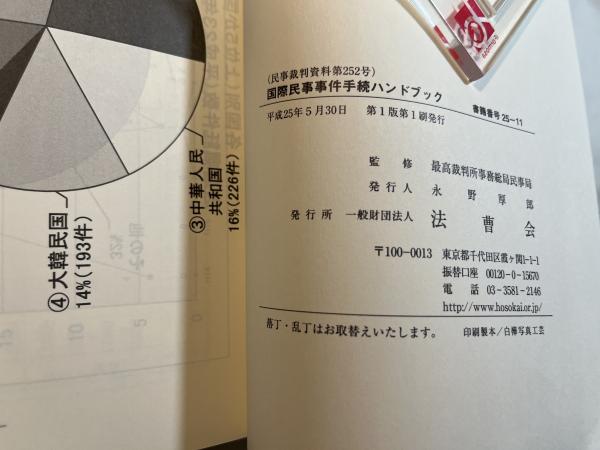 (民事裁判資料第252号)
国際民事事件手続ハンドブック
書籍番号 25〜11
平成25年5月30日 第1版第1刷発行
監修 最高裁判所事務総局民事局
発行人 永野厚郎
発行所 一般財団法人 法曹会
〒100-0013 東京都千代田区霞ヶ関1-1-1
振替口座 00120-0-15670
電話 03-3581-2146
http://www.hosokai.or.jp/
落丁・乱丁はお取替えいたします。 印刷製本/白樺写真工芸
③中華人民
共和国
16%(226件)
④大韓民国
14%(193件)